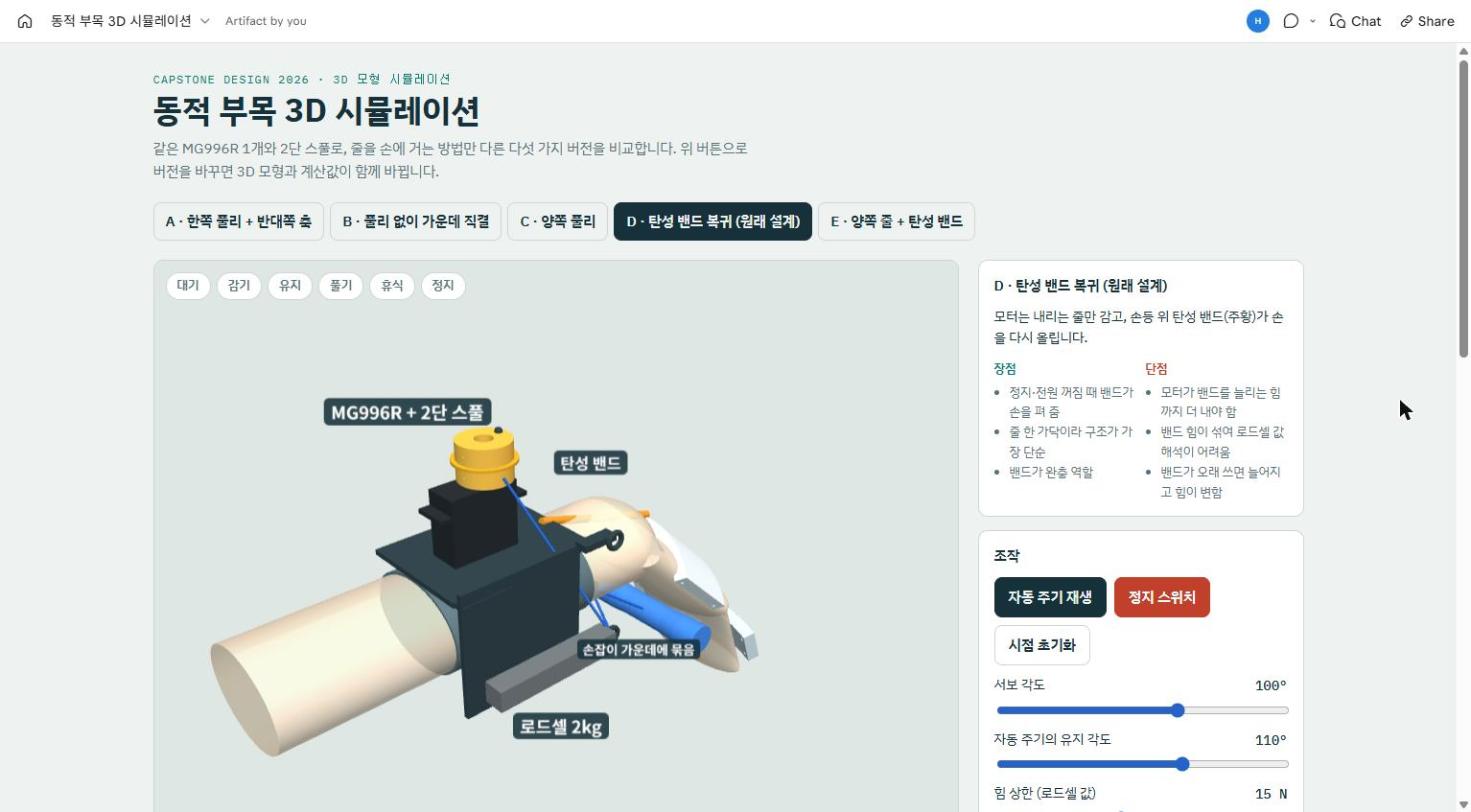 동적 부목 3D 시뮬레이션
Artifact by you
H
Chat
Share
CAPSTONE DESIGN 2026 · 3D 모형 시뮬레이션
동적 부목 3D 시뮬레이션
같은 MG996R 1개와 2단 스풀로, 줄을 손에 거는 방법만 다른 다섯 가지 버전을 비교합니다. 위 버튼으로
버전을 바꾸면 3D 모형과 계산값이 함께 바뀝니다.
A · 한쪽 풀리 + 반대쪽 축
B · 풀리 없이 가운데 직결
C · 양쪽 풀리
D · 탄성 밴드 복귀 (원래 설계)
E · 양쪽 줄 + 탄성 밴드
대기
감기
유지
풀기
휴식
정지
MG996R + 2단 스풀
탄성 밴드
손잡이 가운데에 묶음
로드셀 2kg
D · 탄성 밴드 복귀 (원래 설계)
모터는 내리는 줄만 감고, 손등 위 탄성 밴드(주황)가 손
을 다시 올립니다.
장점
정지·전원 꺼짐 때 밴드가
손을 펴 줌
줄 한 가닥이라 구조가 가
장 단순
밴드가 완충 역할
단점
모터가 밴드를 늘리는 힘
까지 더 내야 함
밴드 힘이 섞여 로드셀 값
해석이 어려움
밴드가 오래 쓰면 늘어지
고 힘이 변함
조작
자동 주기 재생
정지 스위치
시점 초기화
서보 각도
100°
자동 주기의 유지 각도
110°
힘 상한 (로드셀 값)
15 N